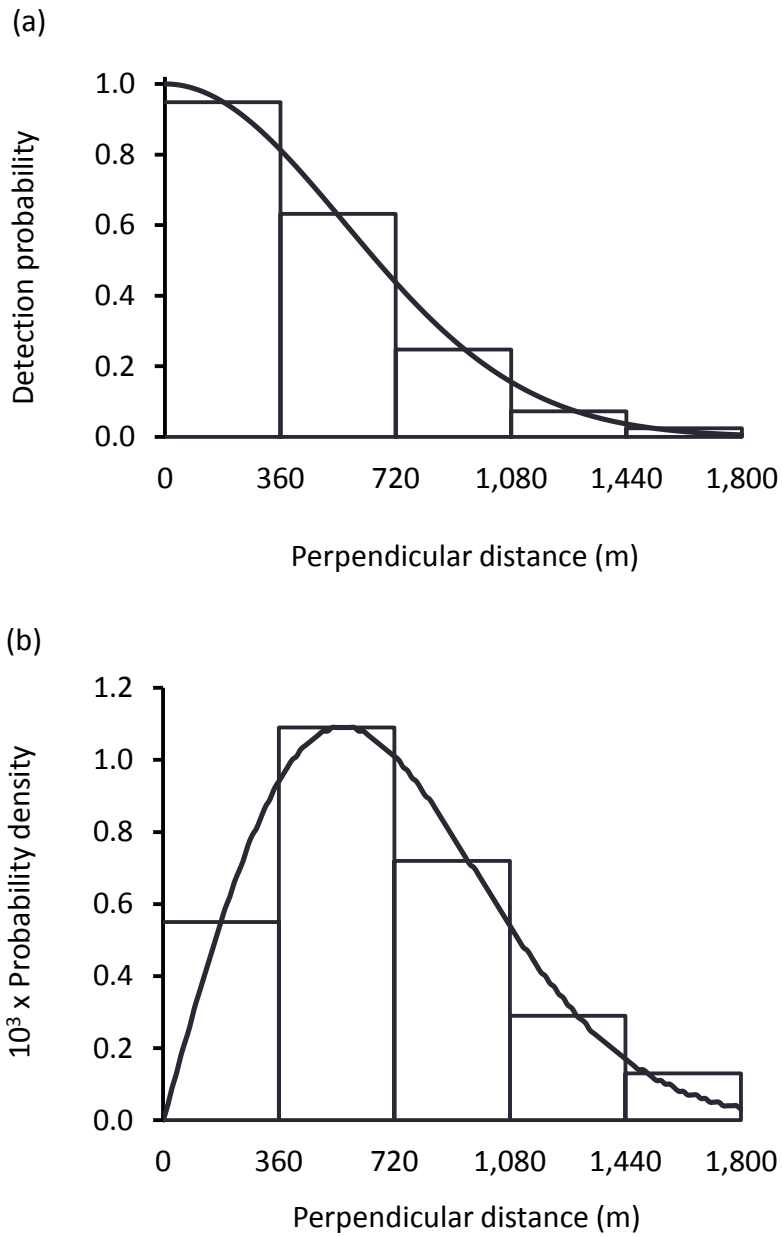 (a)
Detection probability
1.0
0.8
0.6
0.4
0.2
0.0
0 360 720 1,080 1,440 1,800
Perpendicular distance (m)
(b)
10³ x Probability density
1.2
1.0
0.8
0.6
0.4
0.2
0.0
0 360 720 1,080 1,440 1,800
Perpendicular distance (m)